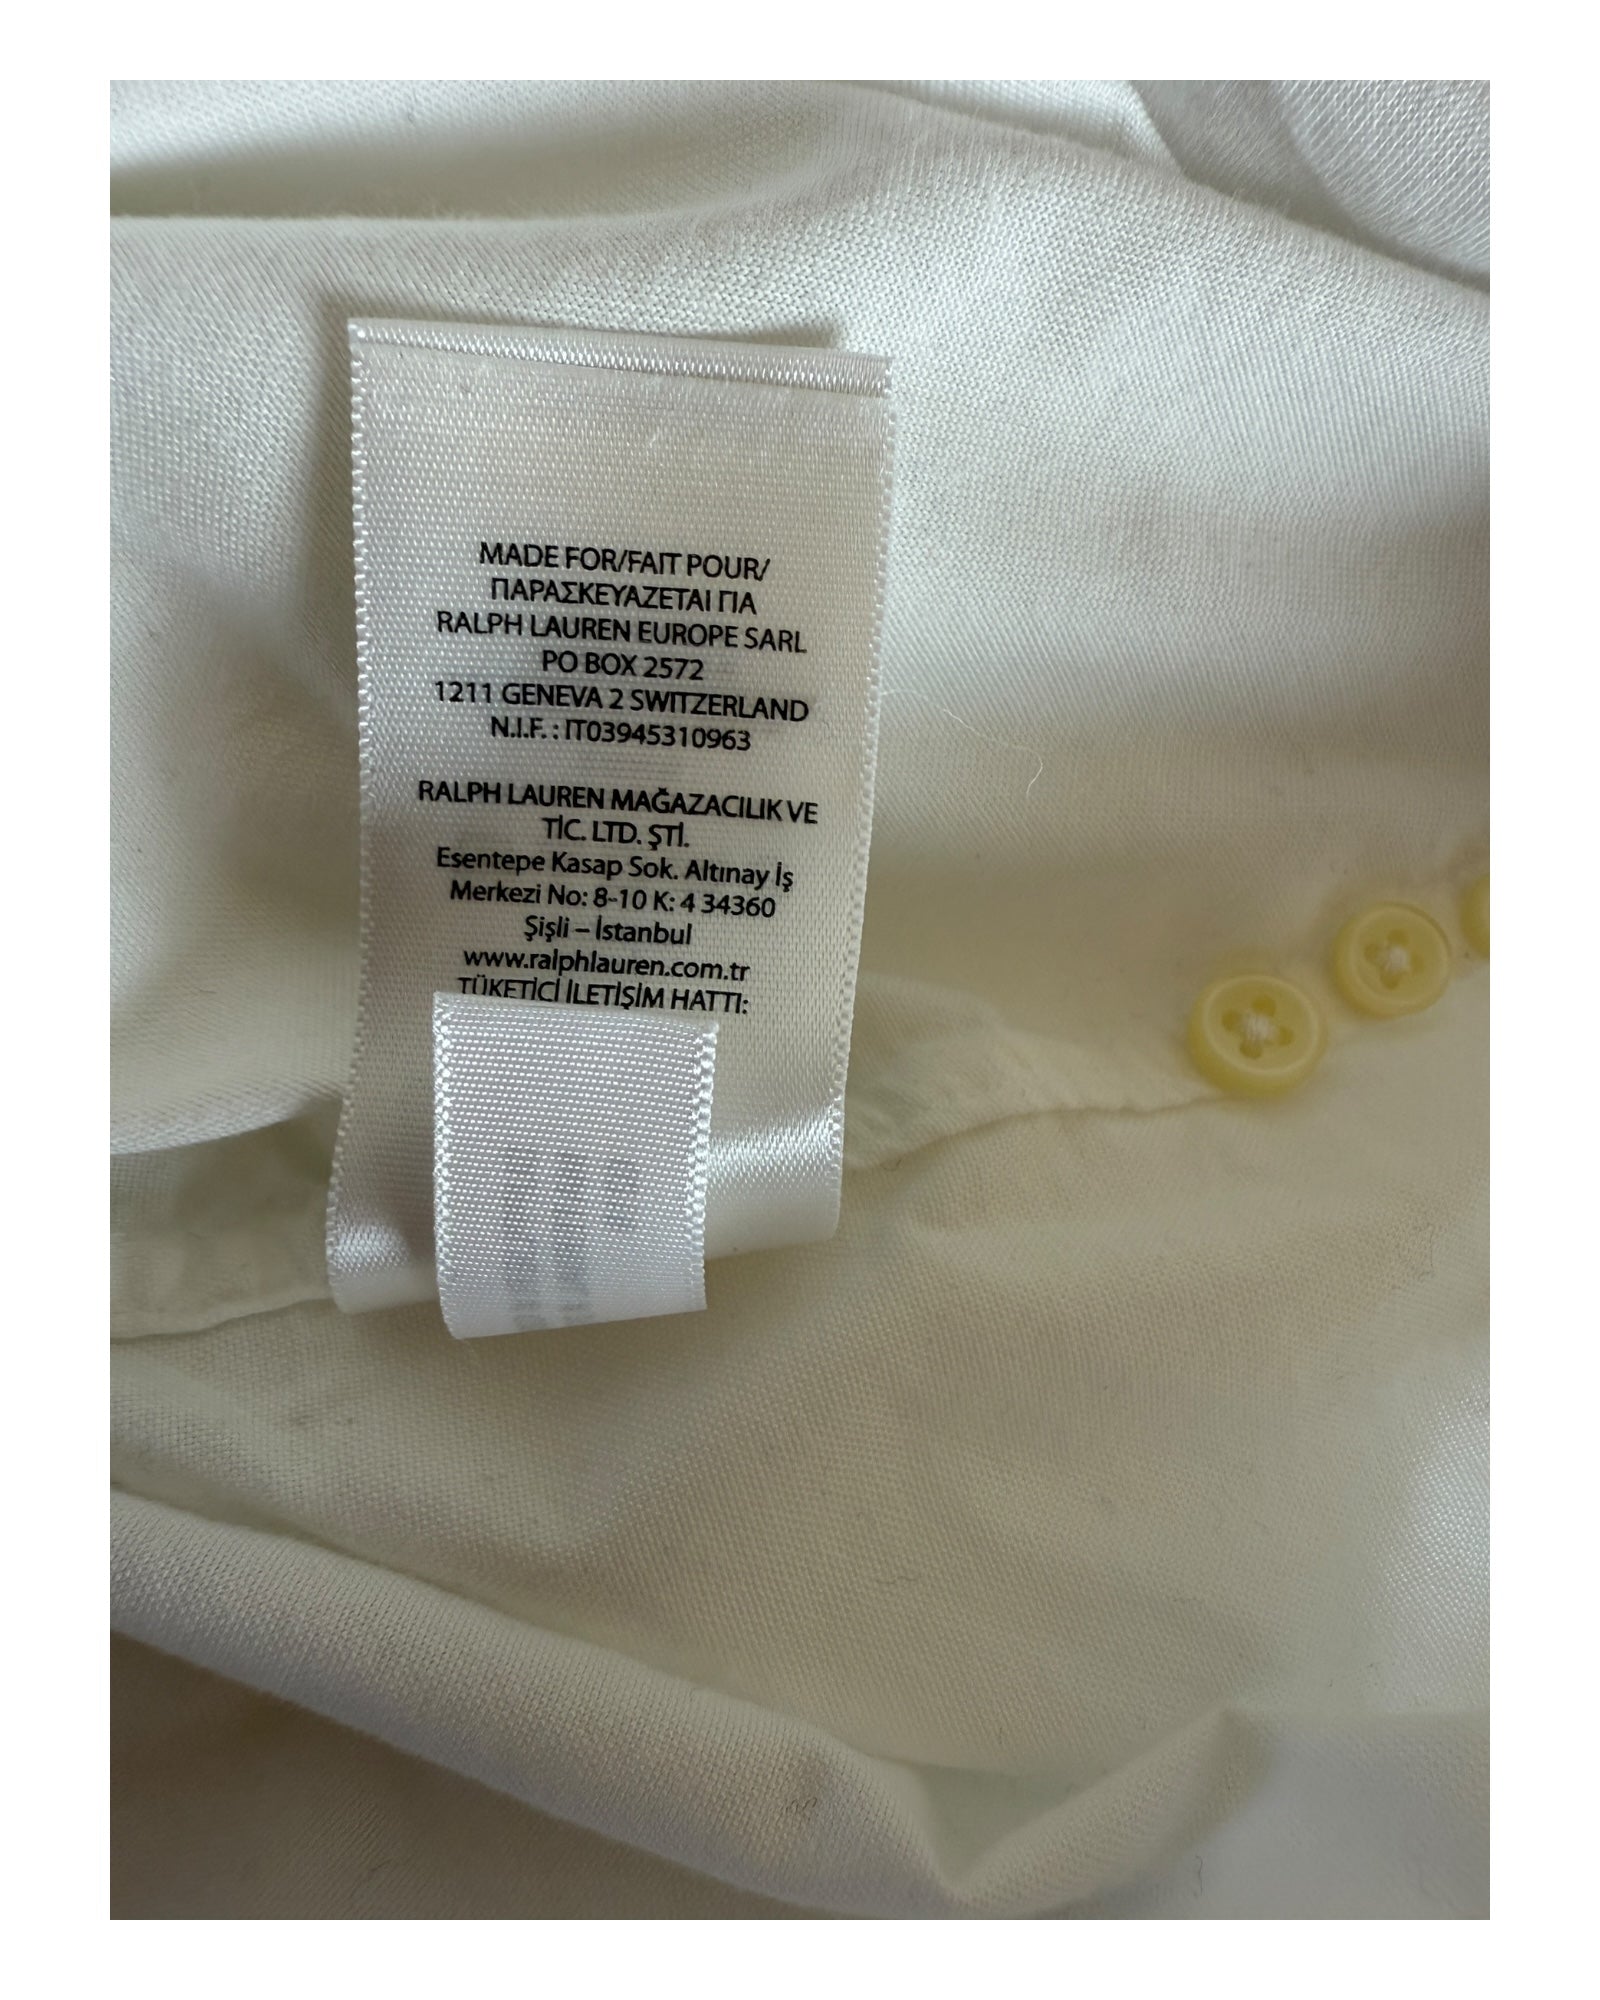 MADE FOR/FAIT POUR/
ΠΑΡΑΣΚΕΥΑΖΕΤΑΙ ΓΙΑ
RALPH LAUREN EUROPE SARL
PO BOX 2572
1211 GENEVA 2 SWITZERLAND
N.I.F. : IT03945310963
RALPH LAUREN MAĞAZACILIK VE
TİC. LTD. ŞTİ.
Esentepe Kasap Sok. Altınay İş
Merkezi No: 8-10 K: 4 34360
Şişli – İstanbul
www.ralphlauren.com.tr
TÜKETİCİ İLETİŞİM HATTI: